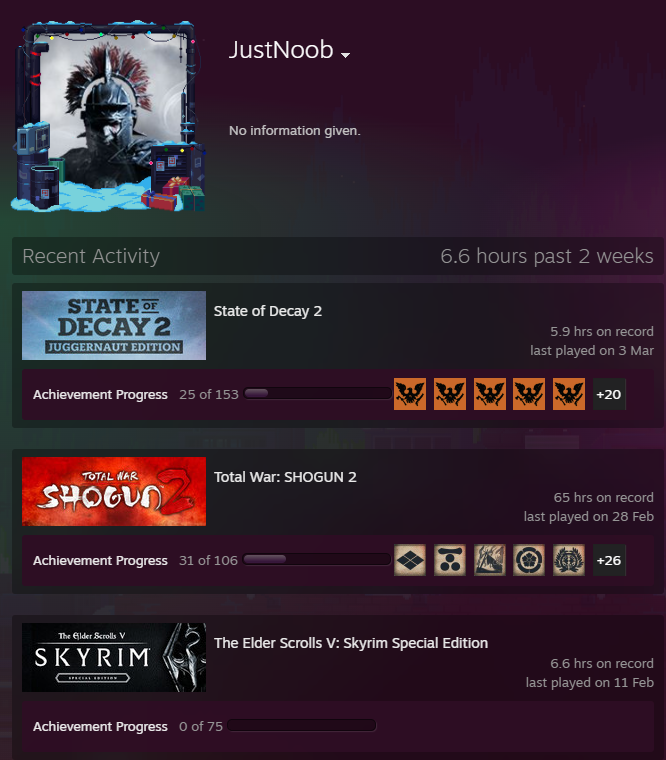 JustNoob
No information given.
Recent Activity 6.6 hours past 2 weeks
STATE OF
DECAY 2
JUGGERNAUT EDITION
State of Decay 2
5.9 hrs on record
last played on 3 Mar
Achievement Progress 25 of 153 +20
TOTAL WAR
SHOGUN 2
Total War: SHOGUN 2
65 hrs on record
last played on 28 Feb
Achievement Progress 31 of 106 +26
The Elder Scrolls V
SKYRIM
SPECIAL EDITION
The Elder Scrolls V: Skyrim Special Edition
6.6 hrs on record
last played on 11 Feb
Achievement Progress 0 of 75